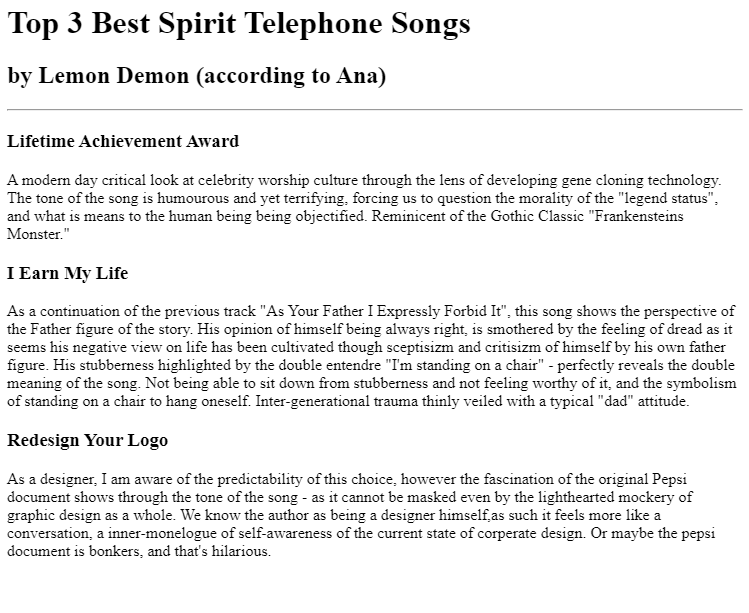 Top 3 Best Spirit Telephone Songs
by Lemon Demon (according to Ana)
Lifetime Achievement Award
A modern day critical look at celebrity worship culture through the lens of developing gene cloning technology.
The tone of the song is humourous and yet terrifying, forcing us to question the morality of the "legend status",
and what is means to the human being being objectified. Reminicent of the Gothic Classic "Frankensteins
Monster."
I Earn My Life
As a continuation of the previous track "As Your Father I Expressly Forbid It", this song shows the perspective of
the Father figure of the story. His opinion of himself being always right, is smothered by the feeling of dread as it
seems his negative view on life has been cultivated though sceptisizm and critisizm of himself by his own father
figure. His stubberness highlighted by the double entendre "I'm standing on a chair" - perfectly reveals the double
meaning of the song. Not being able to sit down from stubberness and not feeling worthy of it, and the symbolism
of standing on a chair to hang oneself. Inter-generational trauma thinly veiled with a typical "dad" attitude.
Redesign Your Logo
As a designer, I am aware of the predictability of this choice, however the fascination of the original Pepsi
document shows through the tone of the song - as it cannot be masked even by the lighthearted mockery of
graphic design as a whole. We know the author as being a designer himself,as such it feels more like a
conversation, a inner-monelogue of self-awareness of the current state of corperate design. Or maybe the pepsi
document is bonkers, and that's hilarious.